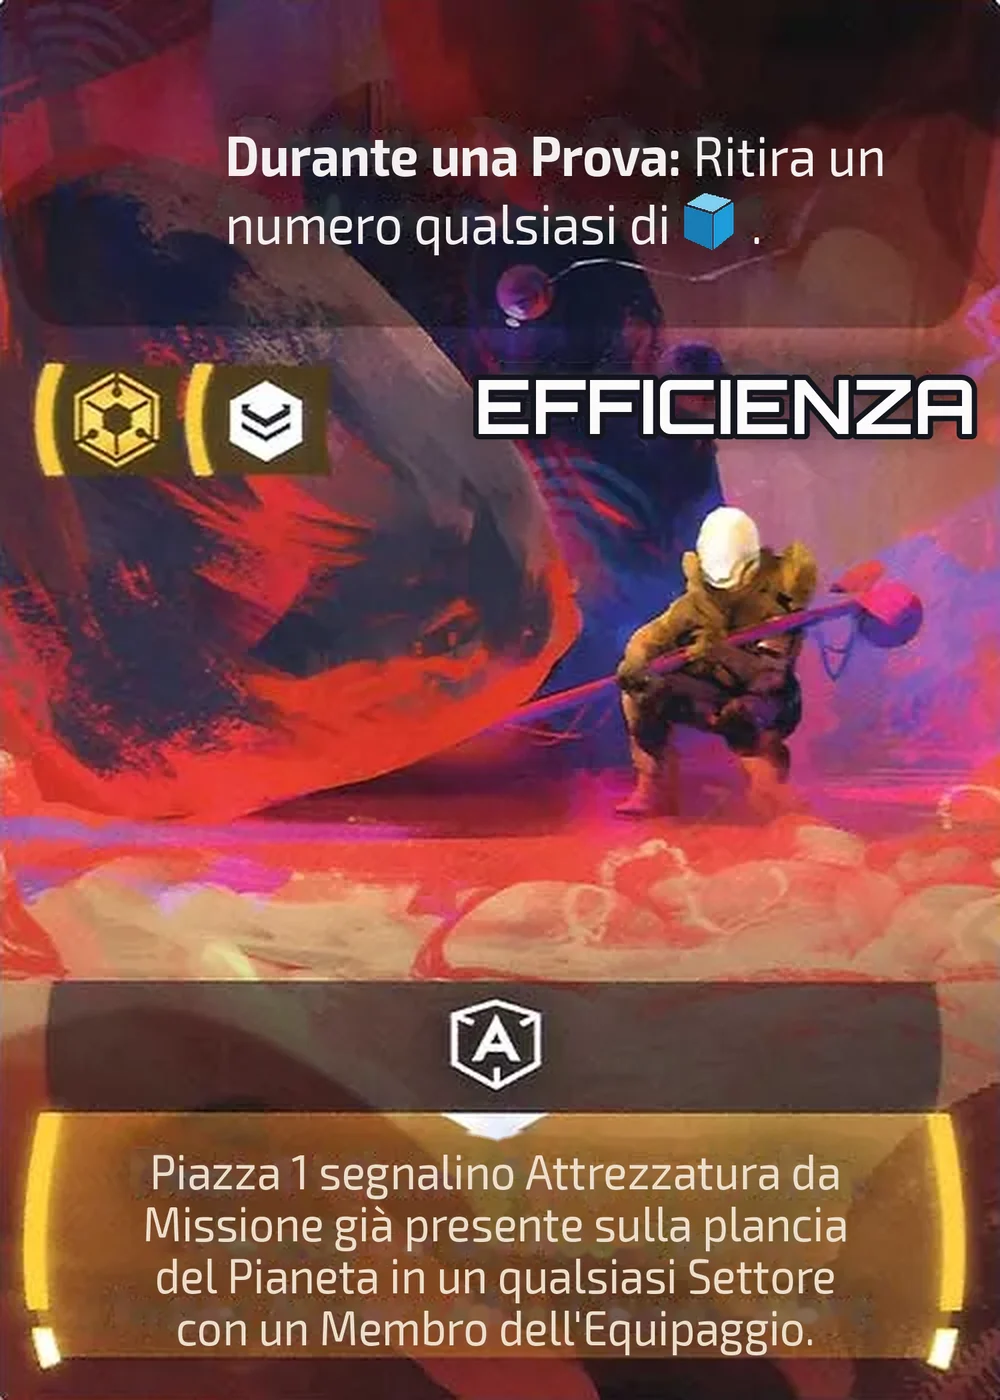 Durante una Prova: Ritira un
numero qualsiasi di .
EFFICIENZA
A
Piazza 1 segnalino Attrezzatura da
Missione già presente sulla plancia
del Pianeta in un qualsiasi Settore
con un Membro dell'Equipaggio.